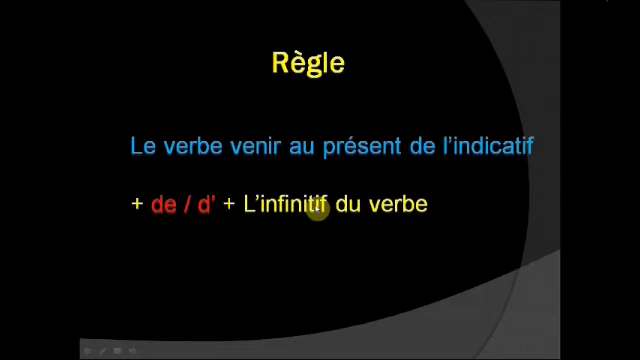 Règle
Le verbe venir au présent de l'indicatif
+ de / d' + L'infinitif du verbe